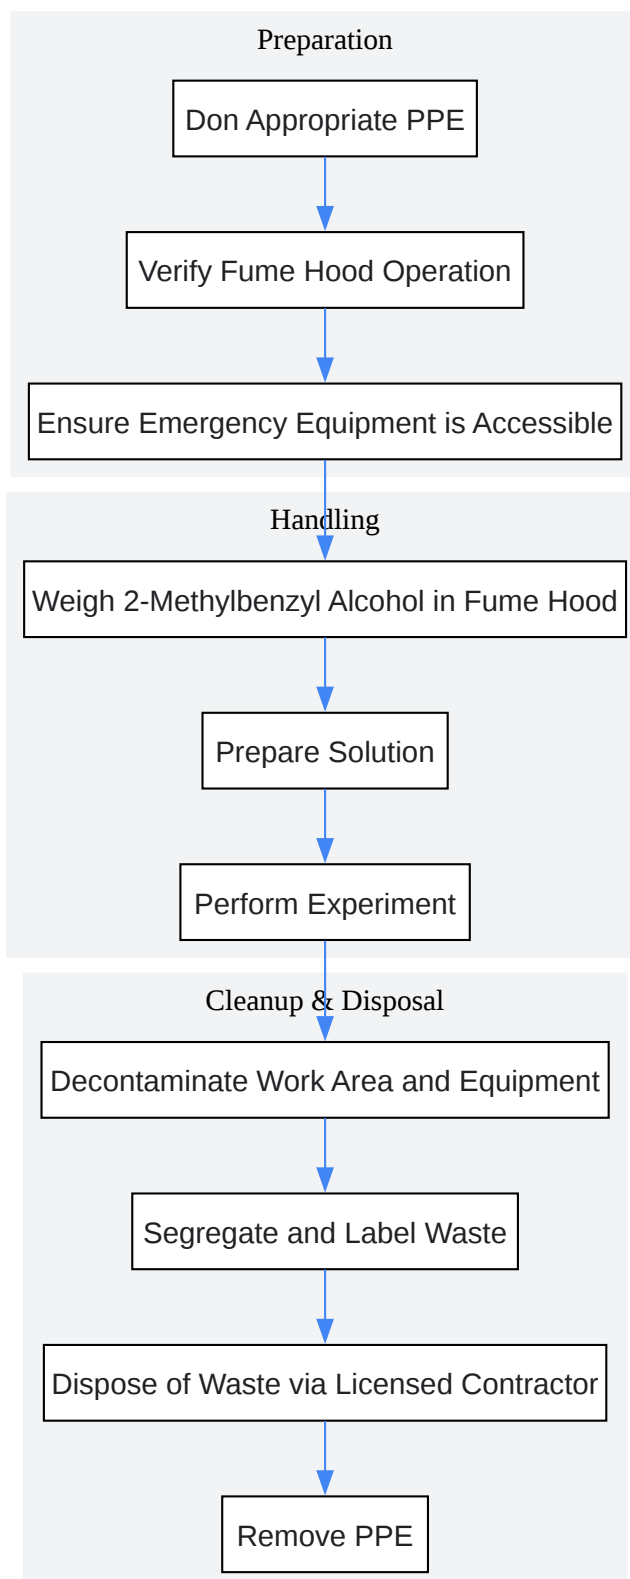 Preparation
Don Appropriate PPE
Verify Fume Hood Operation
Ensure Emergency Equipment is Accessible
Handling
Weigh 2-Methylbenzyl Alcohol in Fume Hood
Prepare Solution
Perform Experiment
Cleanup & Disposal
Decontaminate Work Area and Equipment
Segregate and Label Waste
Dispose of Waste via Licensed Contractor
Remove PPE